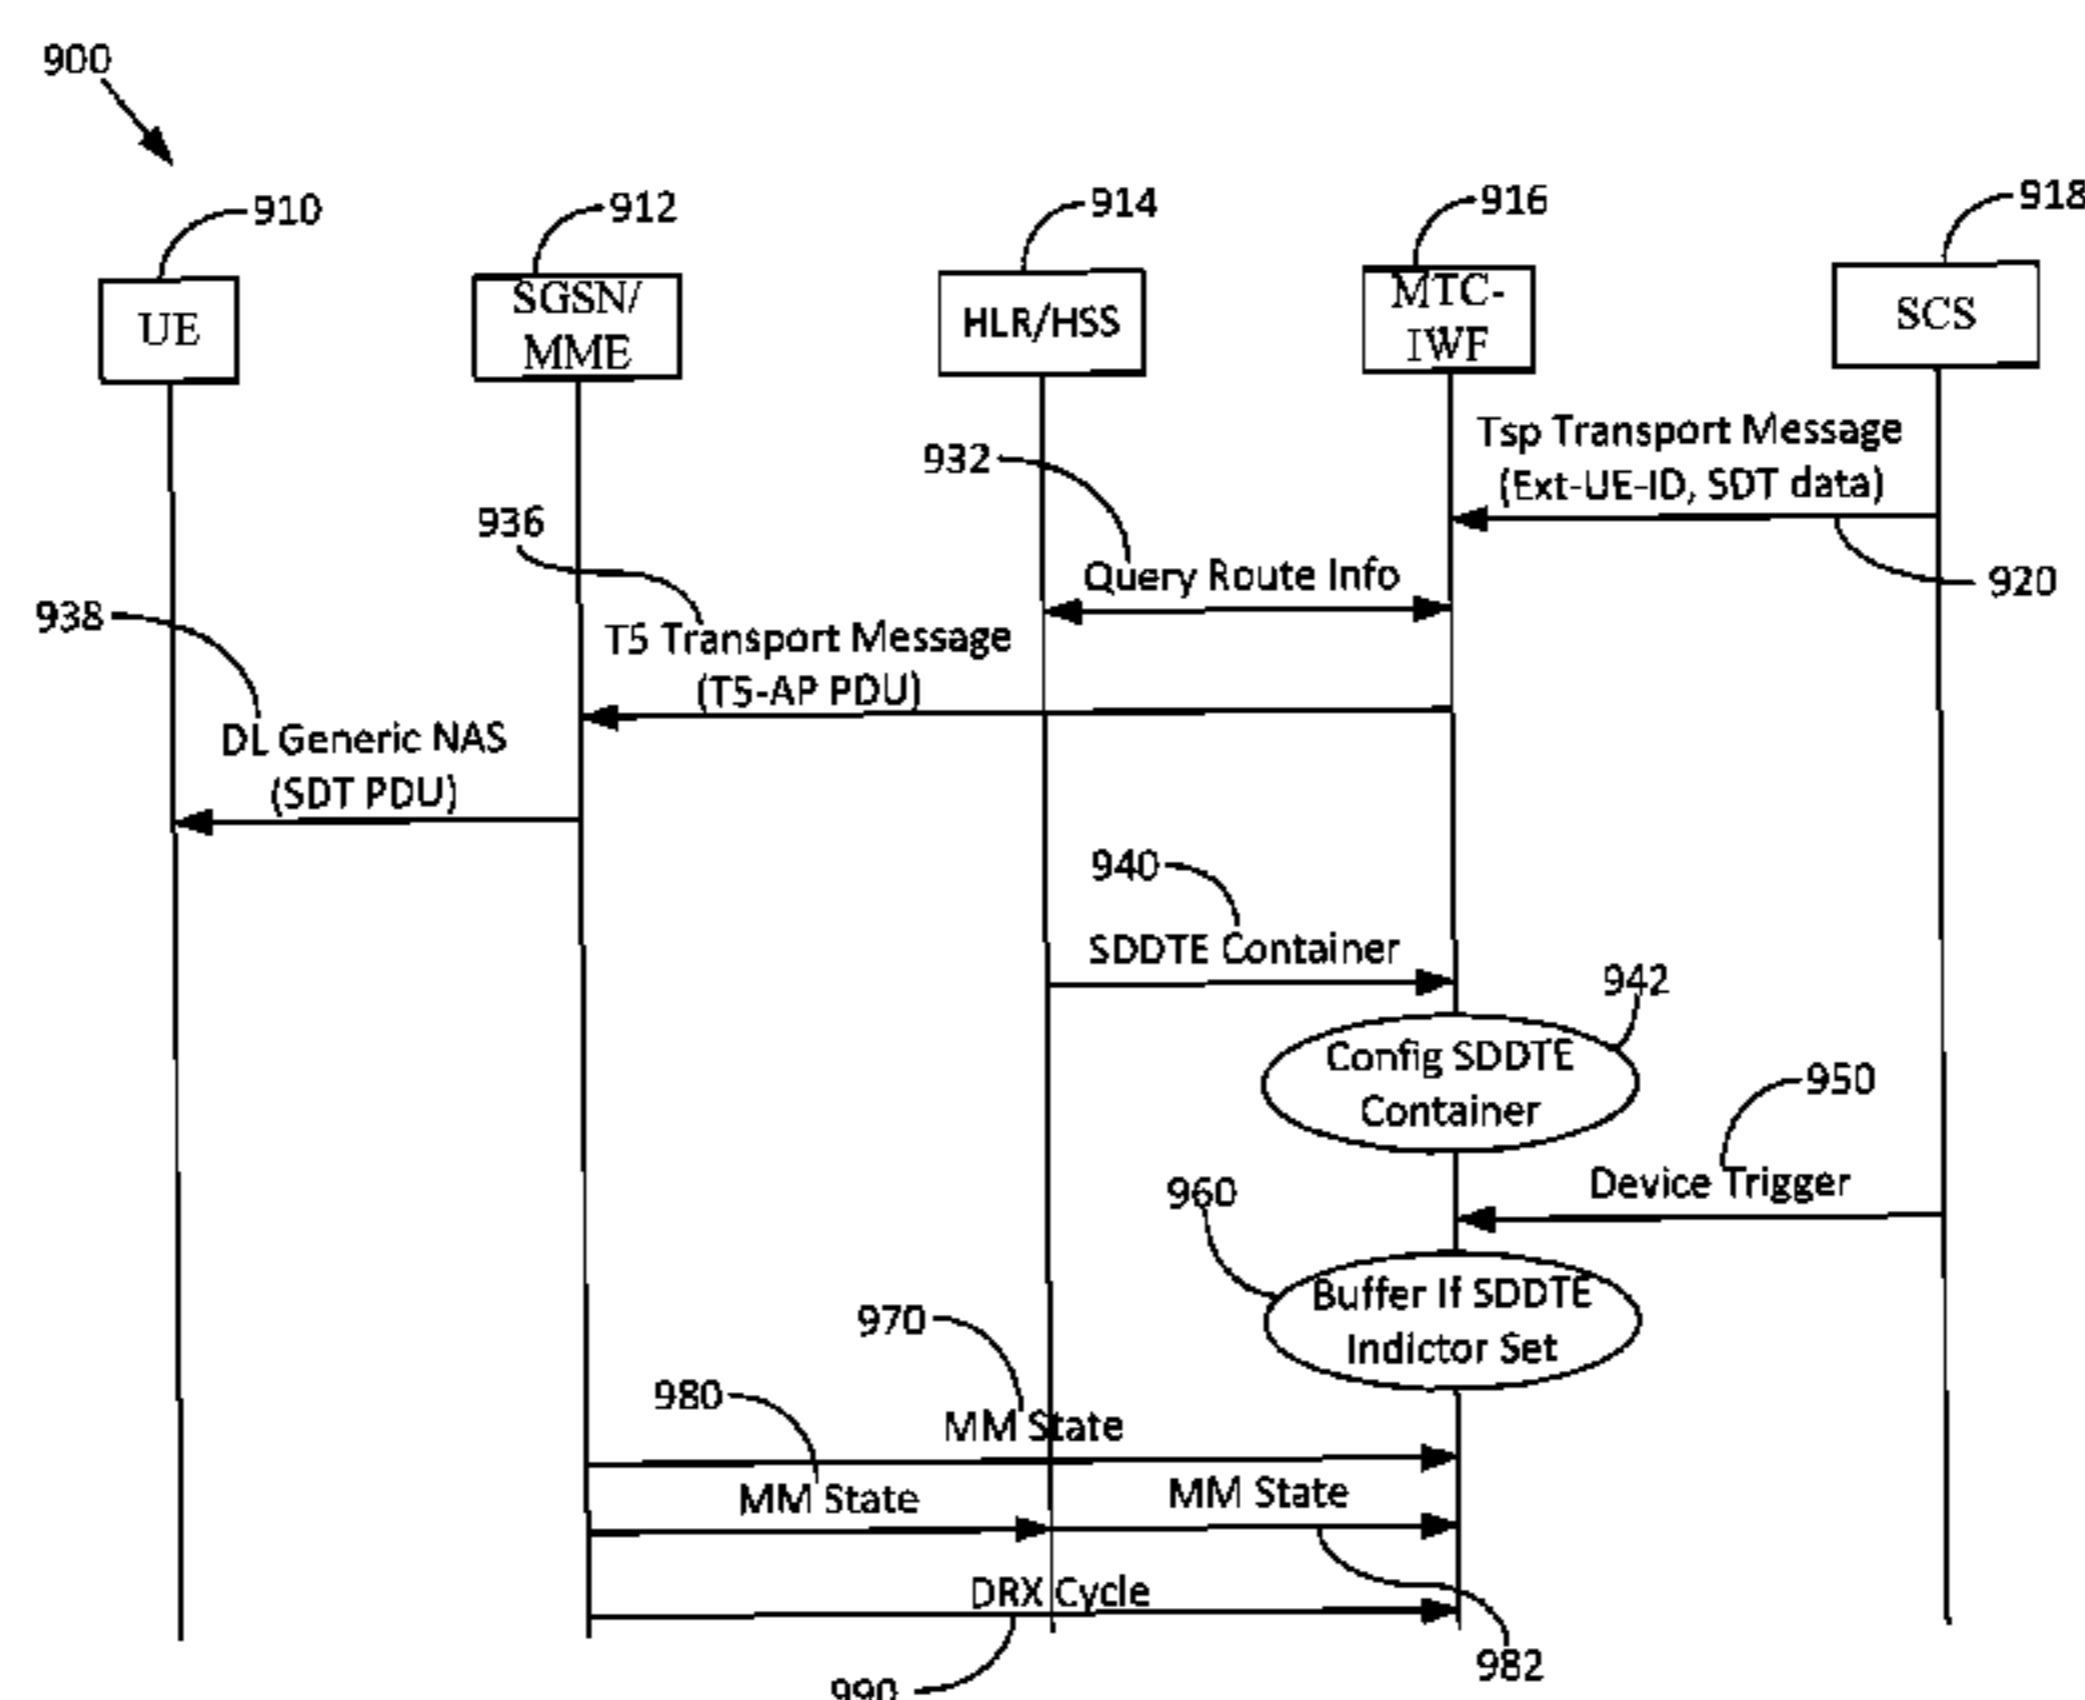 900
910
912
914
916
918
UE
SGSN/
MME
HLR/HSS
MTC-
IWF
SCS
Tsp Transport Message
(Ext-UE-ID, SDT data)
920
932
Query Route Info
936
T5 Transport Message
(T5-AP PDU)
938
DL Generic NAS
(SDT PDU)
940
SDDTE Container
942
Config SDDTE
Container
950
Device Trigger
960
Buffer If SDDTE
Indictor Set
970
MM State
980
MM State
MM State
982
DRX Cycle
990